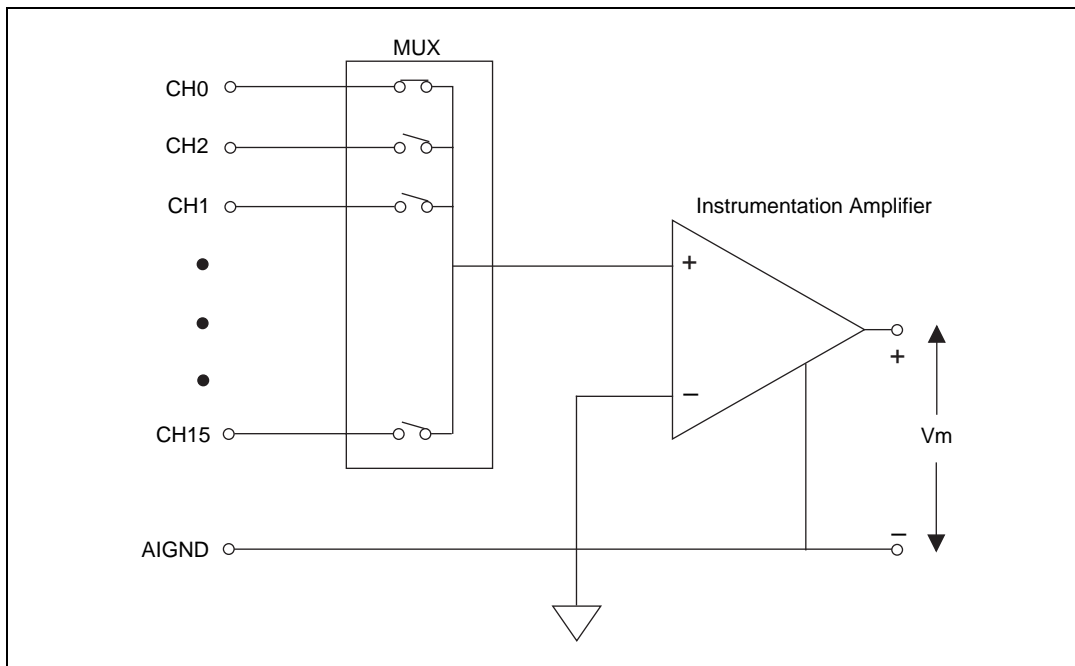 MUX
CH0
CH2
CH1
Instrumentation Amplifier
+
+
−
Vm
CH15
AIGND
−